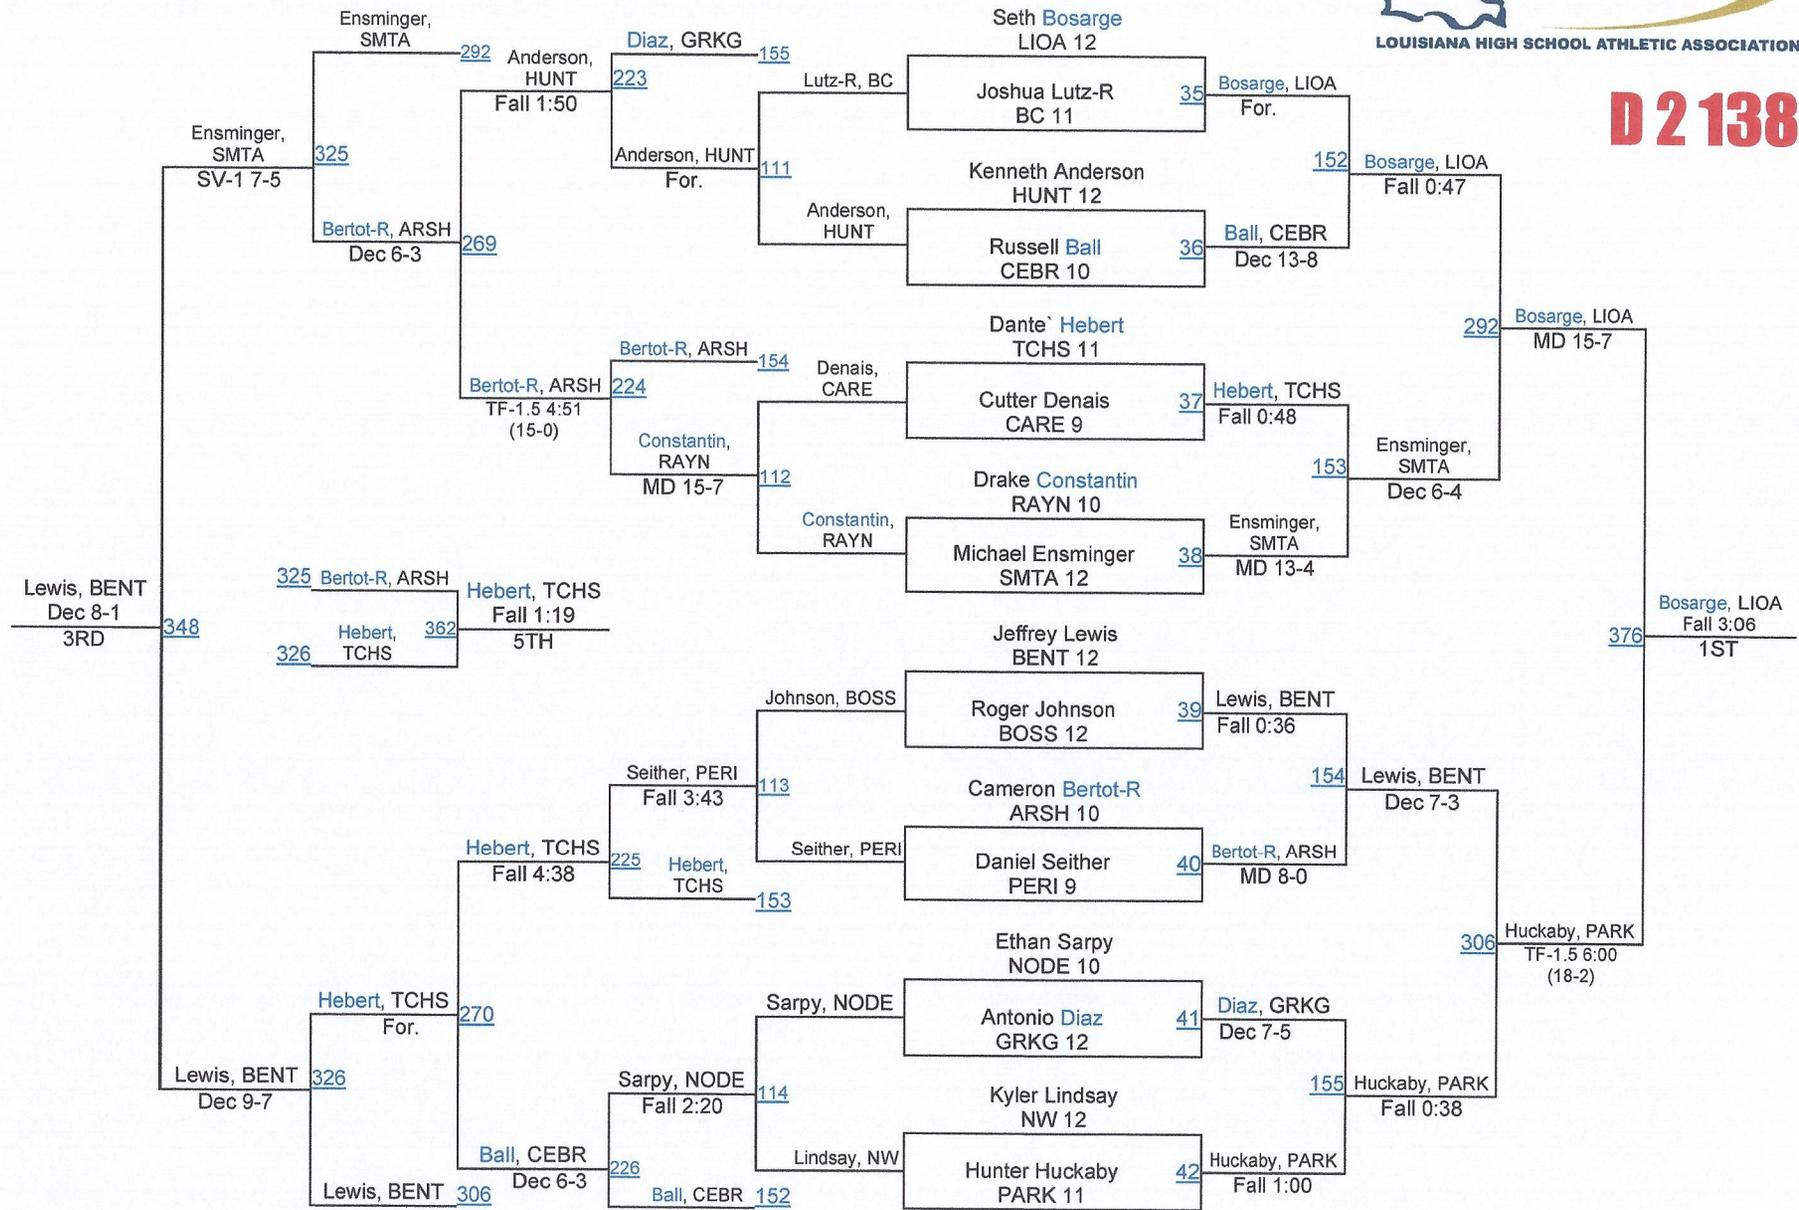 LOUISIANA HIGH SCHOOL ATHLETIC ASSOCIATION
D 2 138
Ensminger,
SMTA
292
Anderson,
HUNT
Fall 1:50
Diaz, GRKG
155
223
Ensminger,
SMTA
SV-1 7-5
325
Anderson, HUNT
For.
111
Bertot-R, ARSH
Dec 6-3
269
Lutz-R, BC
Anderson,
HUNT
Bertot-R, ARSH
154
Bertot-R, ARSH
TF-1.5 4:51
(15-0)
224
Constantin,
RAYN
MD 15-7
112
Denais,
CARE
Constantin,
RAYN
Lewis, BENT
Dec 8-1
3RD
348
325 Bertot-R, ARSH
326
Hebert,
TCHS
362
Hebert, TCHS
Fall 1:19
5TH
Johnson, BOSS
Seither, PERI
Fall 3:43
113
Seither, PERI
Hebert, TCHS
Fall 4:38
225
Hebert,
TCHS
153
Hebert, TCHS
For.
270
Lewis, BENT
Dec 9-7
326
Sarpy, NODE
Sarpy, NODE
Fall 2:20
114
Lindsay, NW
Ball, CEBR
Dec 6-3
226
Lewis, BENT 306
Ball, CEBR 152
Seth Bosarge
LIOA 12
Joshua Lutz-R
BC 11
35
Bosarge, LIOA
For.
Kenneth Anderson
HUNT 12
Russell Ball
CEBR 10
36
Ball, CEBR
Dec 13-8
152
Bosarge, LIOA
Fall 0:47
Dante` Hebert
TCHS 11
Cutter Denais
CARE 9
37
Hebert, TCHS
Fall 0:48
Drake Constantin
RAYN 10
Michael Ensminger
SMTA 12
38
Ensminger,
SMTA
MD 13-4
153
Ensminger,
SMTA
Dec 6-4
292
Bosarge, LIOA
MD 15-7
Jeffrey Lewis
BENT 12
Roger Johnson
BOSS 12
39
Lewis, BENT
Fall 0:36
Cameron Bertot-R
ARSH 10
Daniel Seither
PERI 9
40
Bertot-R, ARSH
MD 8-0
154
Lewis, BENT
Dec 7-3
Ethan Sarpy
NODE 10
Antonio Diaz
GRKG 12
41
Diaz, GRKG
Dec 7-5
Kyler Lindsay
NW 12
Hunter Huckaby
PARK 11
42
Huckaby, PARK
Fall 1:00
155
Huckaby, PARK
Fall 0:38
306
Huckaby, PARK
TF-1.5 6:00
(18-2)
376
Bosarge, LIOA
Fall 3:06
1ST